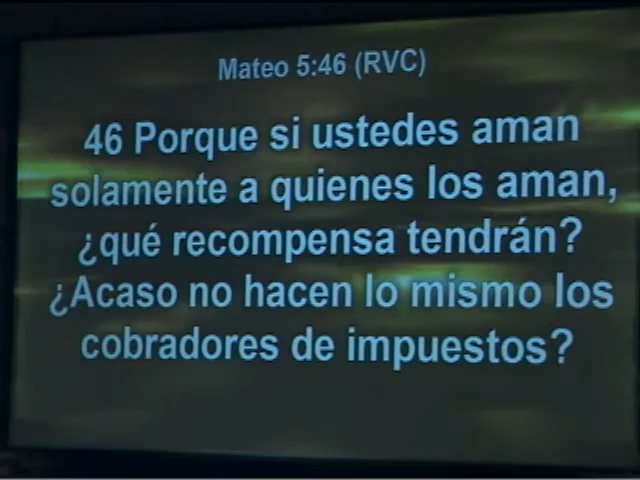 Mateo 5:46 (RVC)
46 Porque si ustedes aman
solamente a quienes los aman,
¿qué recompensa tendrán?
¿Acaso no hacen lo mismo los
cobradores de impuestos?